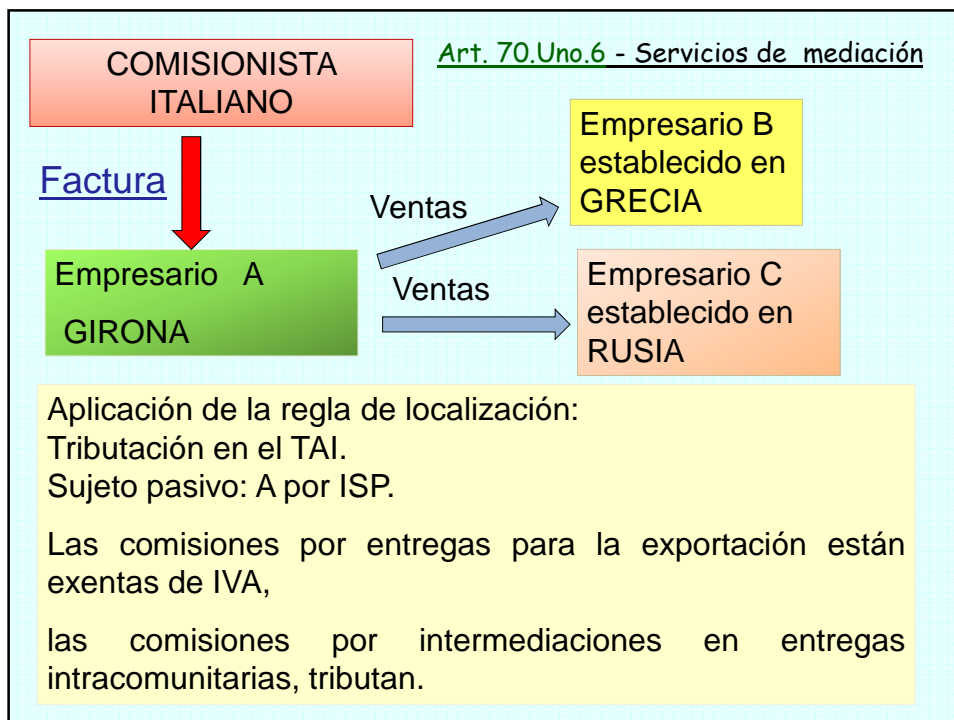 Art. 70.Uno.6 - Servicios de mediación
COMISIONISTA
ITALIANO
Factura
Empresario A
GIRONA
Ventas
Ventas
Empresario B
establecido en
GRECIA
Empresario C
establecido en
RUSIA
Aplicación de la regla de localización:
Tributación en el TAI.
Sujeto pasivo: A por ISP.
Las comisiones por entregas para la exportación están
exentas de IVA,
las comisiones por intermediaciones en entregas
intracomunitarias, tributan.